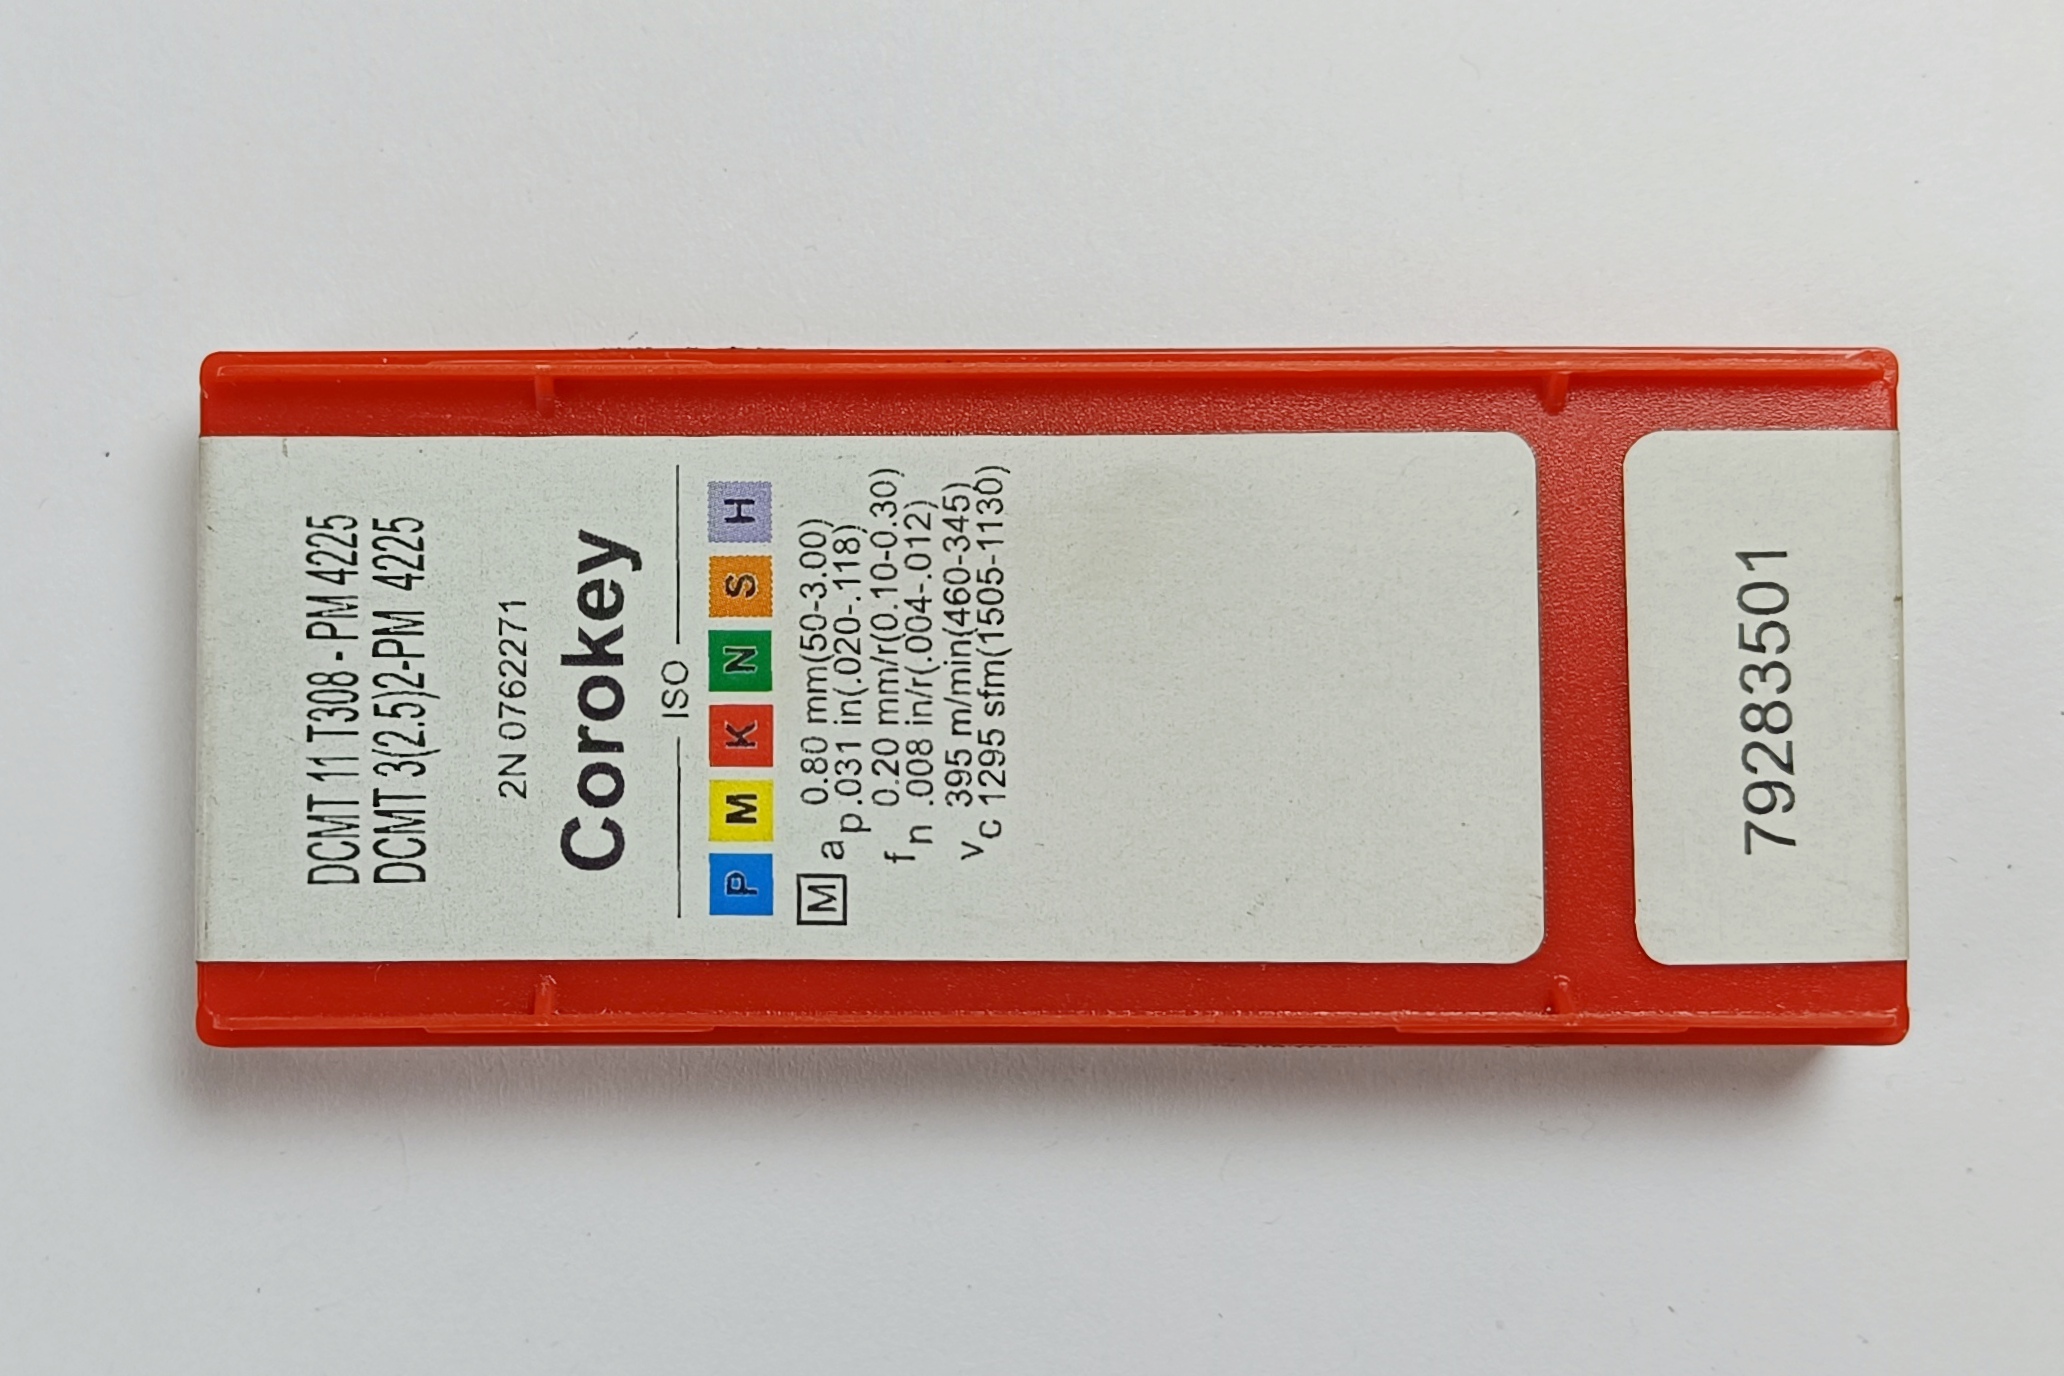 DCMT 11 T308 - PM 4225
DCMT 3(2.5)2-PM 4225
2N 0762271
Corokey
ISO
P M K N S H
M
ap 0.80 mm(50-3.00)
.031 in(.020-.118)
fn 0.20 mm/r(0.10-0.30)
.008 in/r(.004-.012)
vc 395 m/min(460-345)
1295 sfm(1505-1130)
79283501